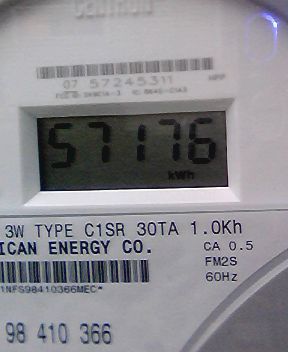 07 57245311
57176
kWh
3W TYPE C1SR 30TA 1.0Kh
ICAN ENERGY CO. CA 0.5
FM2S
60Hz
1NFS98410366MEC*
98 410 366